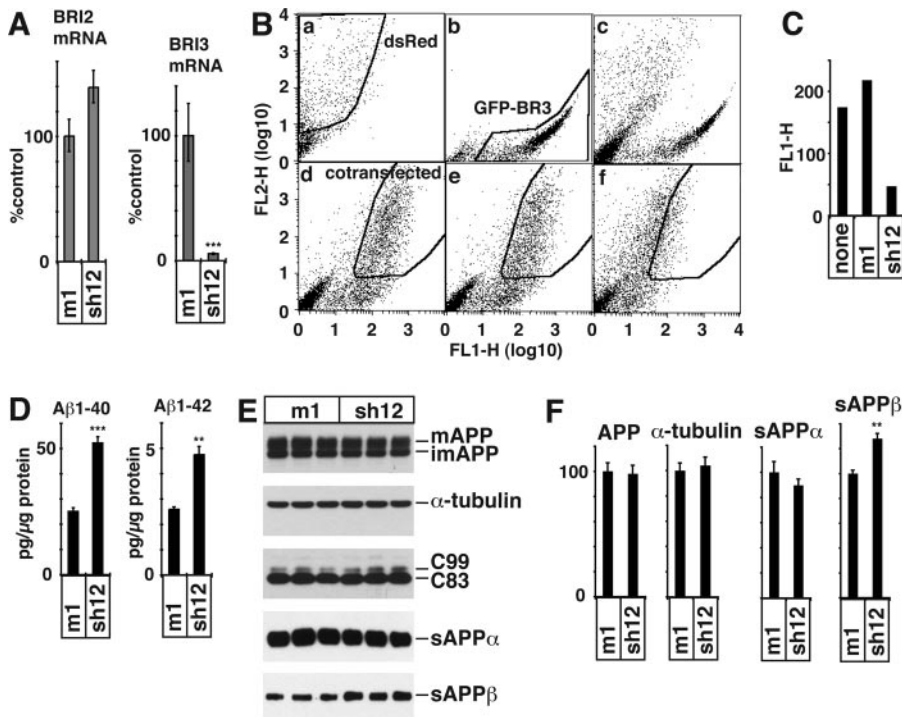 A
BRI2
mRNA
%control
100
0
m1
sh12
BRI3
mRNA
%control
100
0
***
m1
sh12
B
FL2-H (log10)
4
3
2
1
0
a
dsRed
b
GFP-BR3
c
4
3
2
1
0
d
cotransfected
e
f
0 1 2 3
0 1 2 3
0 1 2 3 4
FL1-H (log10)
C
FL1-H
200
100
0
none
m1
sh12
D
Aβ1-40
pg/μg protein
50
0
***
m1
sh12
Aβ1-42
pg/μg protein
5
0
**
m1
sh12
E
m1 sh12
mAPP
imAPP
α-tubulin
C99
C83
sAPPα
sAPPβ
F
100
0
APP
m1
sh12
α-tubulin
m1
sh12
sAPPα
m1
sh12
sAPPβ
**
m1
sh12